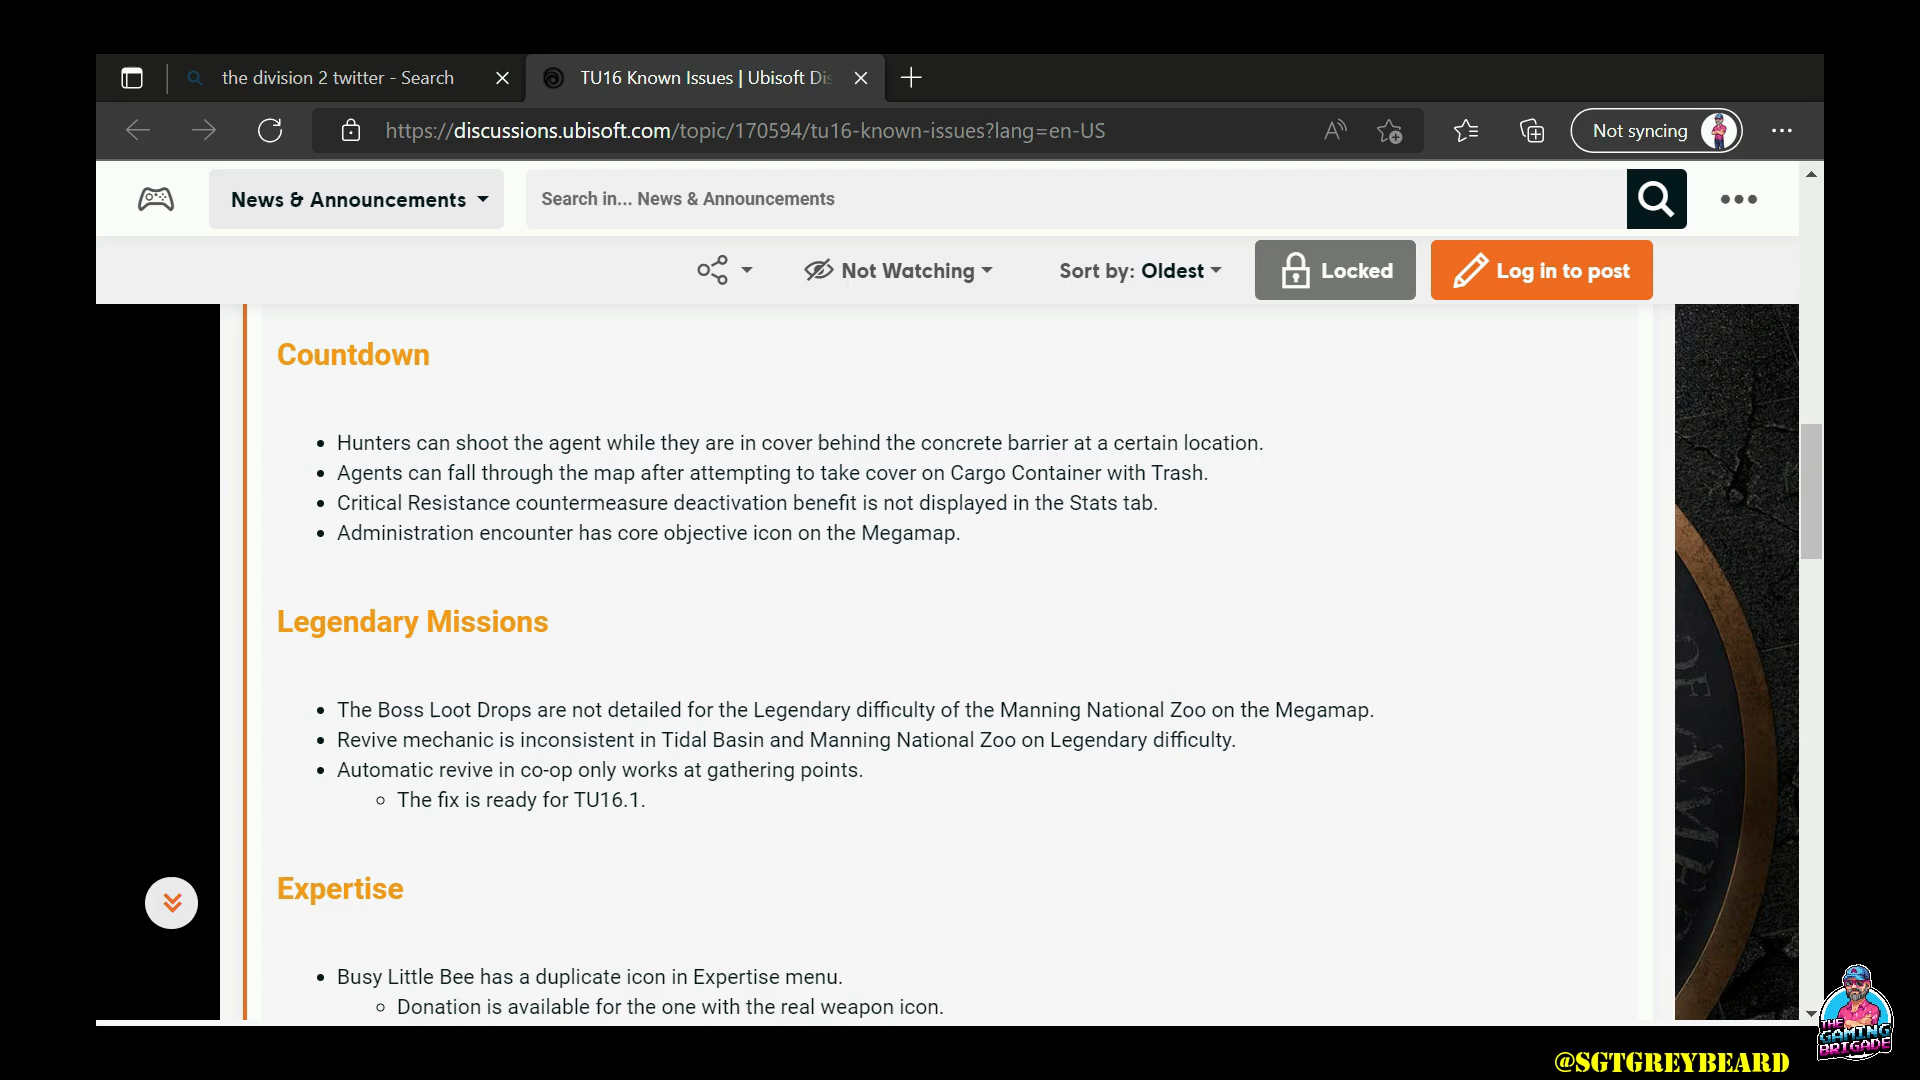 the division 2 twitter - Search
TU16 Known Issues | Ubisoft Dis
https://discussions.ubisoft.com/topic/170594/tu16-known-issues?lang=en-US
Not syncing
News & Announcements
Search in... News & Announcements
Not Watching
Sort by: Oldest
Locked
Log in to post
Countdown
• Hunters can shoot the agent while they are in cover behind the concrete barrier at a certain location.
• Agents can fall through the map after attempting to take cover on Cargo Container with Trash.
• Critical Resistance countermeasure deactivation benefit is not displayed in the Stats tab.
• Administration encounter has core objective icon on the Megamap.
Legendary Missions
• The Boss Loot Drops are not detailed for the Legendary difficulty of the Manning National Zoo on the Megamap.
• Revive mechanic is inconsistent in Tidal Basin and Manning National Zoo on Legendary difficulty.
• Automatic revive in co-op only works at gathering points.
◦ The fix is ready for TU16.1.
Expertise
• Busy Little Bee has a duplicate icon in Expertise menu.
◦ Donation is available for the one with the real weapon icon.
THE
GAMING
BRIGADE
@SGTGREYBEARD